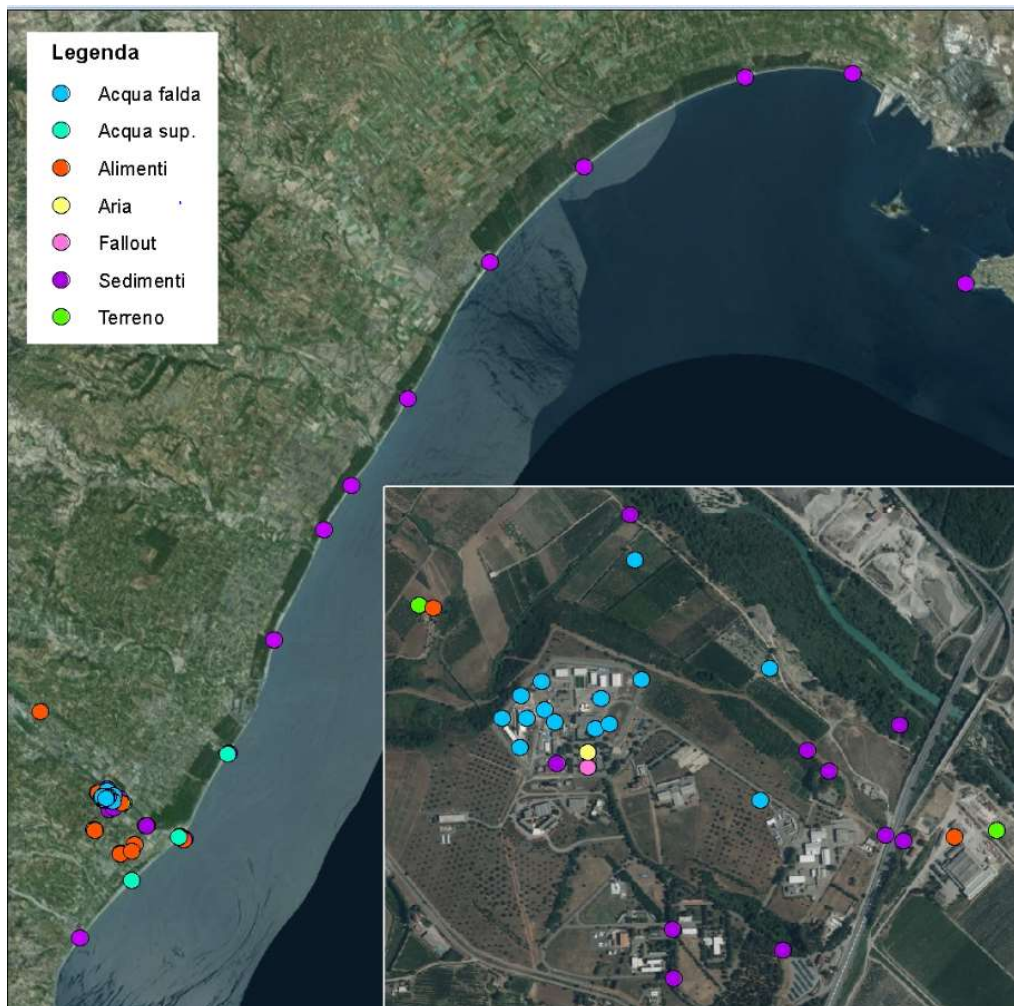 Legenda
Acqua falda
Acqua sup.
Alimenti
Aria
Fallout
Sedimenti
Terreno